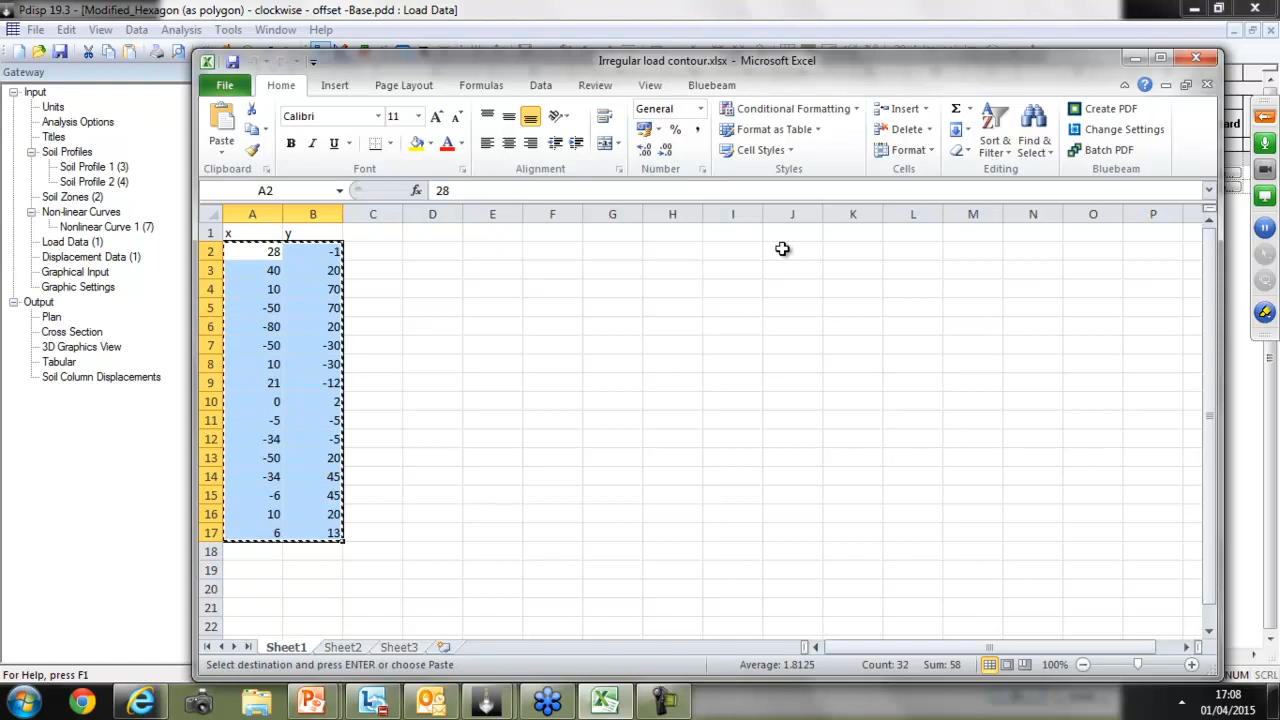 Pdisp 19.3 - [Modified_Hexagon (as polygon) - clockwise - offset -Base.pdd : Load Data]
File Edit View Data Analysis Tools Window Help
Gateway
Input
Units
Analysis Options
Titles
Soil Profiles
Soil Profile 1 (3)
Soil Profile 2 (4)
Soil Zones (2)
Non-linear Curves
Nonlinear Curve 1 (7)
Load Data (1)
Displacement Data (1)
Graphical Input
Graphic Settings
Output
Plan
Cross Section
3D Graphics View
Tabular
Soil Column Displacements
Irregular load contour.xlsx - Microsoft Excel
File Home Insert Page Layout Formulas Data Review View Bluebeam
Paste
Clipboard
Calibri 11
B I U
Font
Alignment
General
% ,
Number
Conditional Formatting
Format as Table
Cell Styles
Styles
Insert
Delete
Format
Cells
Σ
Sort & Filter
Find & Select
Editing
Create PDF
Change Settings
Batch PDF
Bluebeam
ard
A2 fx 28
A B C D E F G H I J K L M N O P
1 x y
2 28 -1
3 40 20
4 10 70
5 -50 70
6 -80 20
7 -50 -30
8 10 -30
9 21 -12
10 0 2
11 -5 -5
12 -34 -5
13 -50 20
14 -34 45
15 -6 45
16 10 20
17 6 13
18
19
20
21
22
Sheet1 Sheet2 Sheet3
Select destination and press ENTER or choose Paste Average: 1.8125 Count: 32 Sum: 58 100%
For Help, press F1
NUM SCRL
17:08
01/04/2015